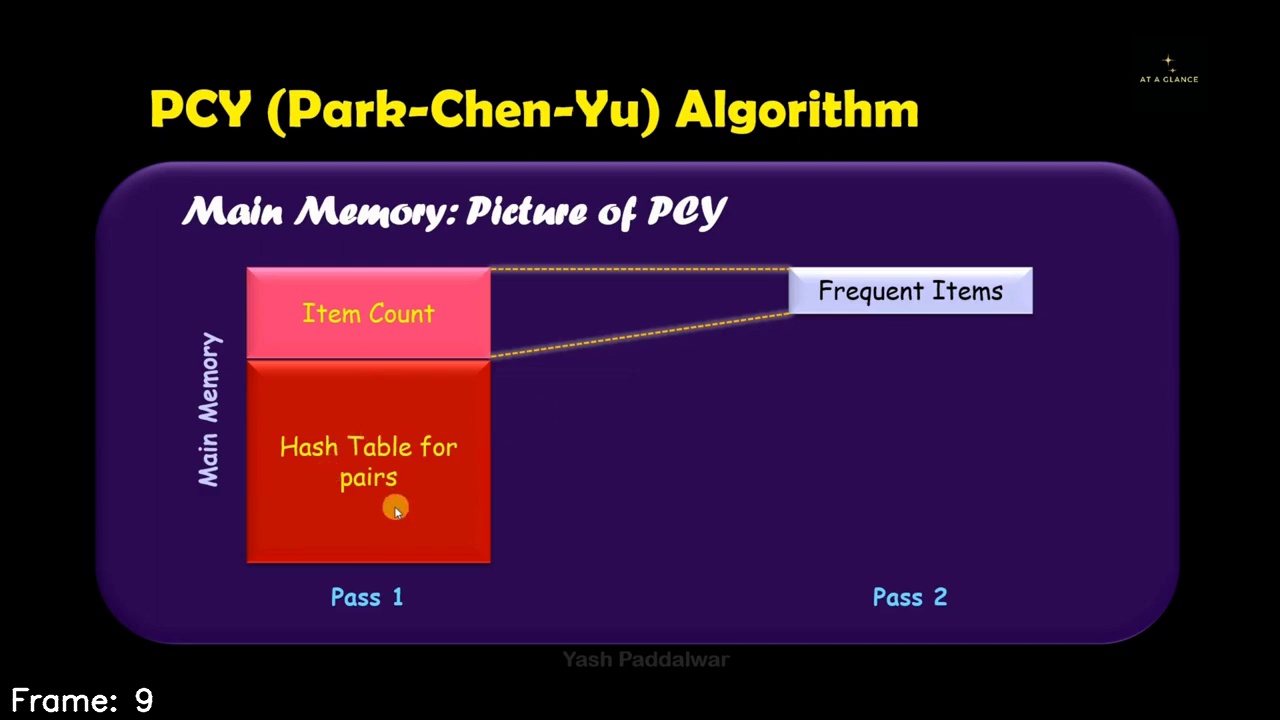 AT A GLANCE
PCY (Park-Chen-Yu) Algorithm
Main Memory: Picture of PCY
Item Count
Frequent Items
Main Memory
Hash Table for
pairs
Pass 1
Pass 2
Yash Paddalwar
Frame: 9